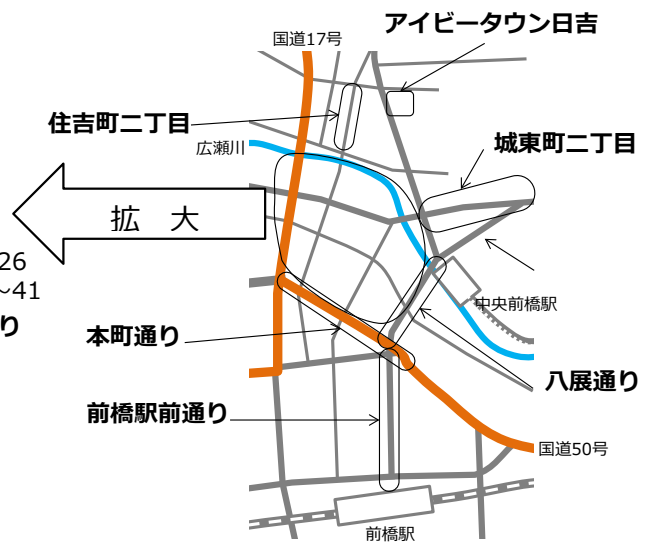 アイビータウン日吉
国道17号
住吉町二丁目
広瀬川
城東町二丁目
拡　大
26
~41
中央前橋駅
り
本町通り
八展通り
前橋駅前通り
国道50号
前橋駅